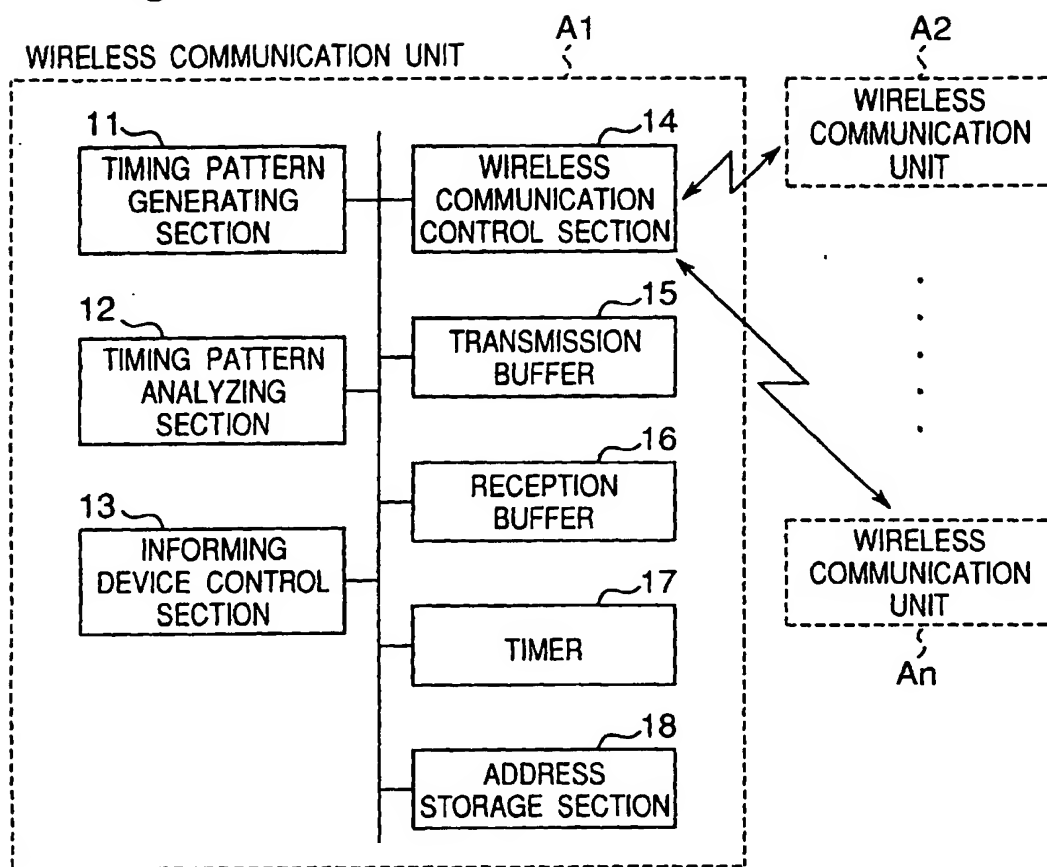 A1
A2
WIRELESS COMMUNICATION UNIT
WIRELESS
COMMUNICATION
UNIT
11
TIMING PATTERN
GENERATING
SECTION
14
WIRELESS
COMMUNICATION
CONTROL SECTION
12
TIMING PATTERN
ANALYZING
SECTION
15
TRANSMISSION
BUFFER
16
RECEPTION
BUFFER
13
INFORMING
DEVICE CONTROL
SECTION
17
TIMER
18
ADDRESS
STORAGE SECTION
WIRELESS
COMMUNICATION
UNIT
An